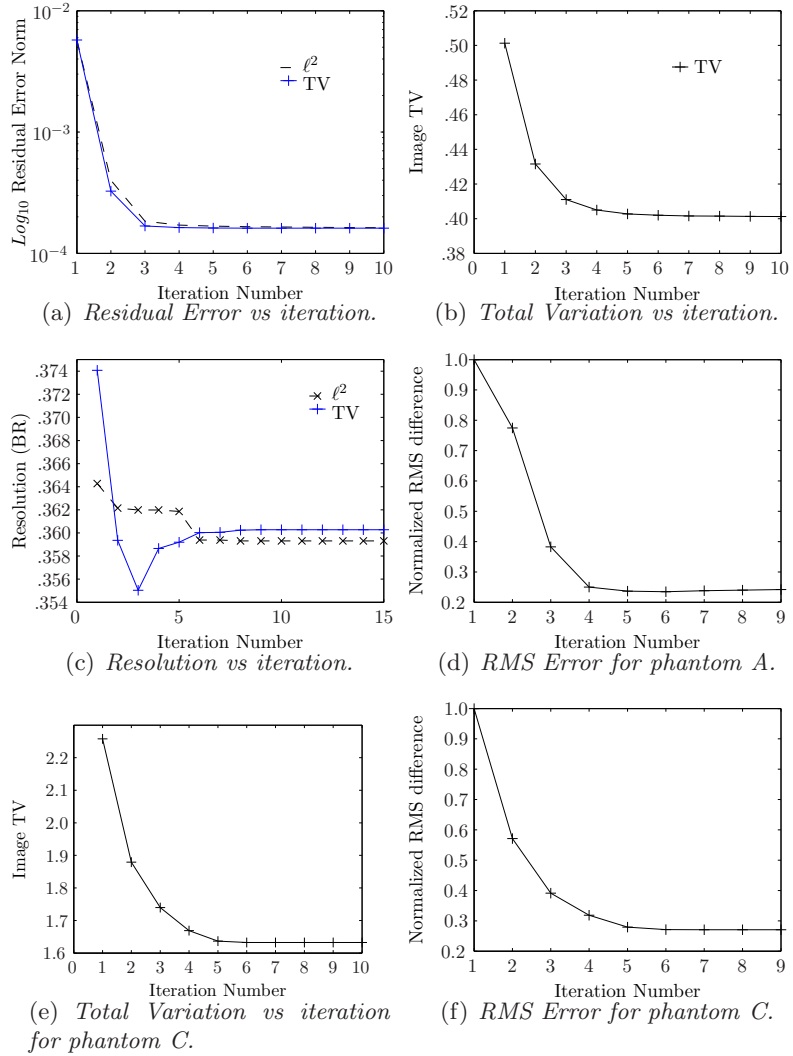 10⁻²
10⁻³
10⁻⁴
Log₁₀ Residual Error Norm
ℓ²
TV
1 2 3 4 5 6 7 8 9 10
Iteration Number
(a) Residual Error vs iteration.
.52
.50
.48
.46
.44
.42
.40
.38
Image TV
TV
0 1 2 3 4 5 6 7 8 9 10
Iteration Number
(b) Total Variation vs iteration.
.374
.372
.370
.368
.366
.364
.362
.360
.358
.356
.354
Resolution (BR)
ℓ²
TV
0 5 10 15
Iteration Number
(c) Resolution vs iteration.
1.0
0.9
0.8
0.7
0.6
0.5
0.4
0.3
0.2
Normalized RMS difference
1 2 3 4 5 6 7 8 9
Iteration Number
(d) RMS Error for phantom A.
2.2
2.1
2.0
1.9
1.8
1.7
1.6
Image TV
0 1 2 3 4 5 6 7 8 9 10
Iteration Number
(e) Total Variation vs iteration
for phantom C.
1.0
0.9
0.8
0.7
0.6
0.5
0.4
0.3
0.2
Normalized RMS difference
1 2 3 4 5 6 7 8 9
Iteration Number
(f) RMS Error for phantom C.